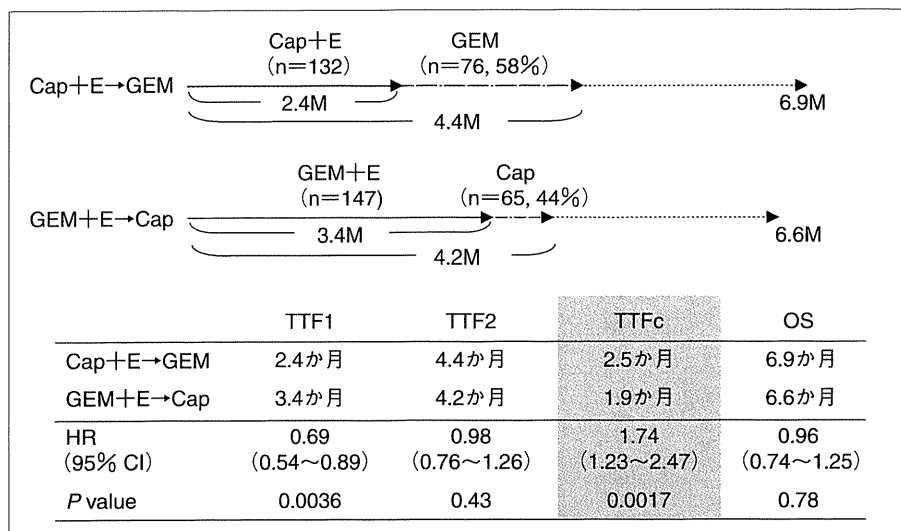 Cap+E GEM
(n=132) (n=76, 58%)
Cap+E→GEM
2.4M
6.9M
4.4M
GEM+E Cap
(n=147) (n=65, 44%)
GEM+E→Cap
3.4M
6.6M
4.2M
TTF1 TTF2 TTFc OS
Cap+E→GEM 2.4か月 4.4か月 2.5か月 6.9か月
GEM+E→Cap 3.4か月 4.2か月 1.9か月 6.6か月
HR 0.69 0.98 1.74 0.96
(95% CI) (0.54～0.89) (0.76～1.26) (1.23～2.47) (0.74～1.25)
P value 0.0036 0.43 0.0017 0.78